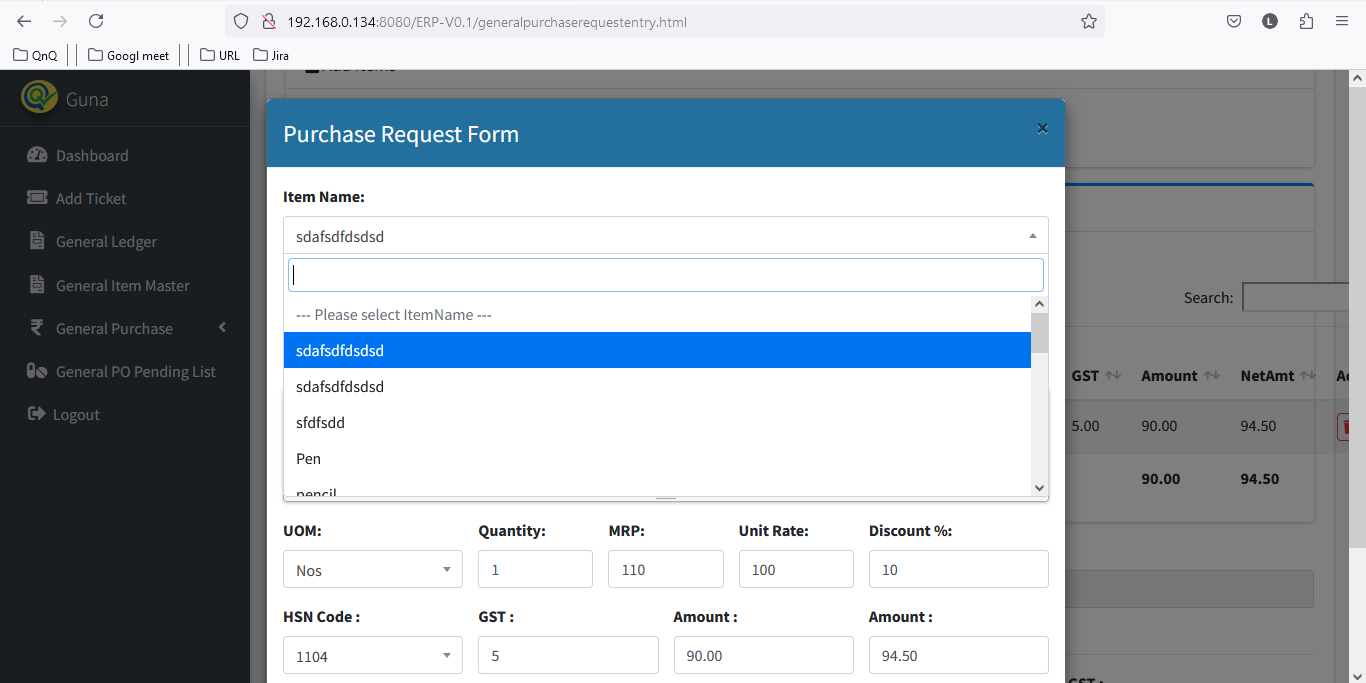 192.168.0.134:8080/ERP-V0.1/generalpurchaserequestentry.html
L
QnQ
Googl meet
URL
Jira
Guna
Dashboard
Add Ticket
General Ledger
General Item Master
General Purchase
General PO Pending List
Logout
Purchase Request Form
×
Item Name:
sdafsdfdsdsd
--- Please select ItemName ---
sdafsdfdsdsd
sdafsdfdsdsd
sfdfsdd
Pen
pencil
UOM: Quantity: MRP: Unit Rate: Discount %:
Nos 1 110 100 10
HSN Code : GST : Amount : Amount :
1104 5 90.00 94.50
Search:
GST Amount NetAmt
5.00 90.00 94.50
90.00 94.50
GST :